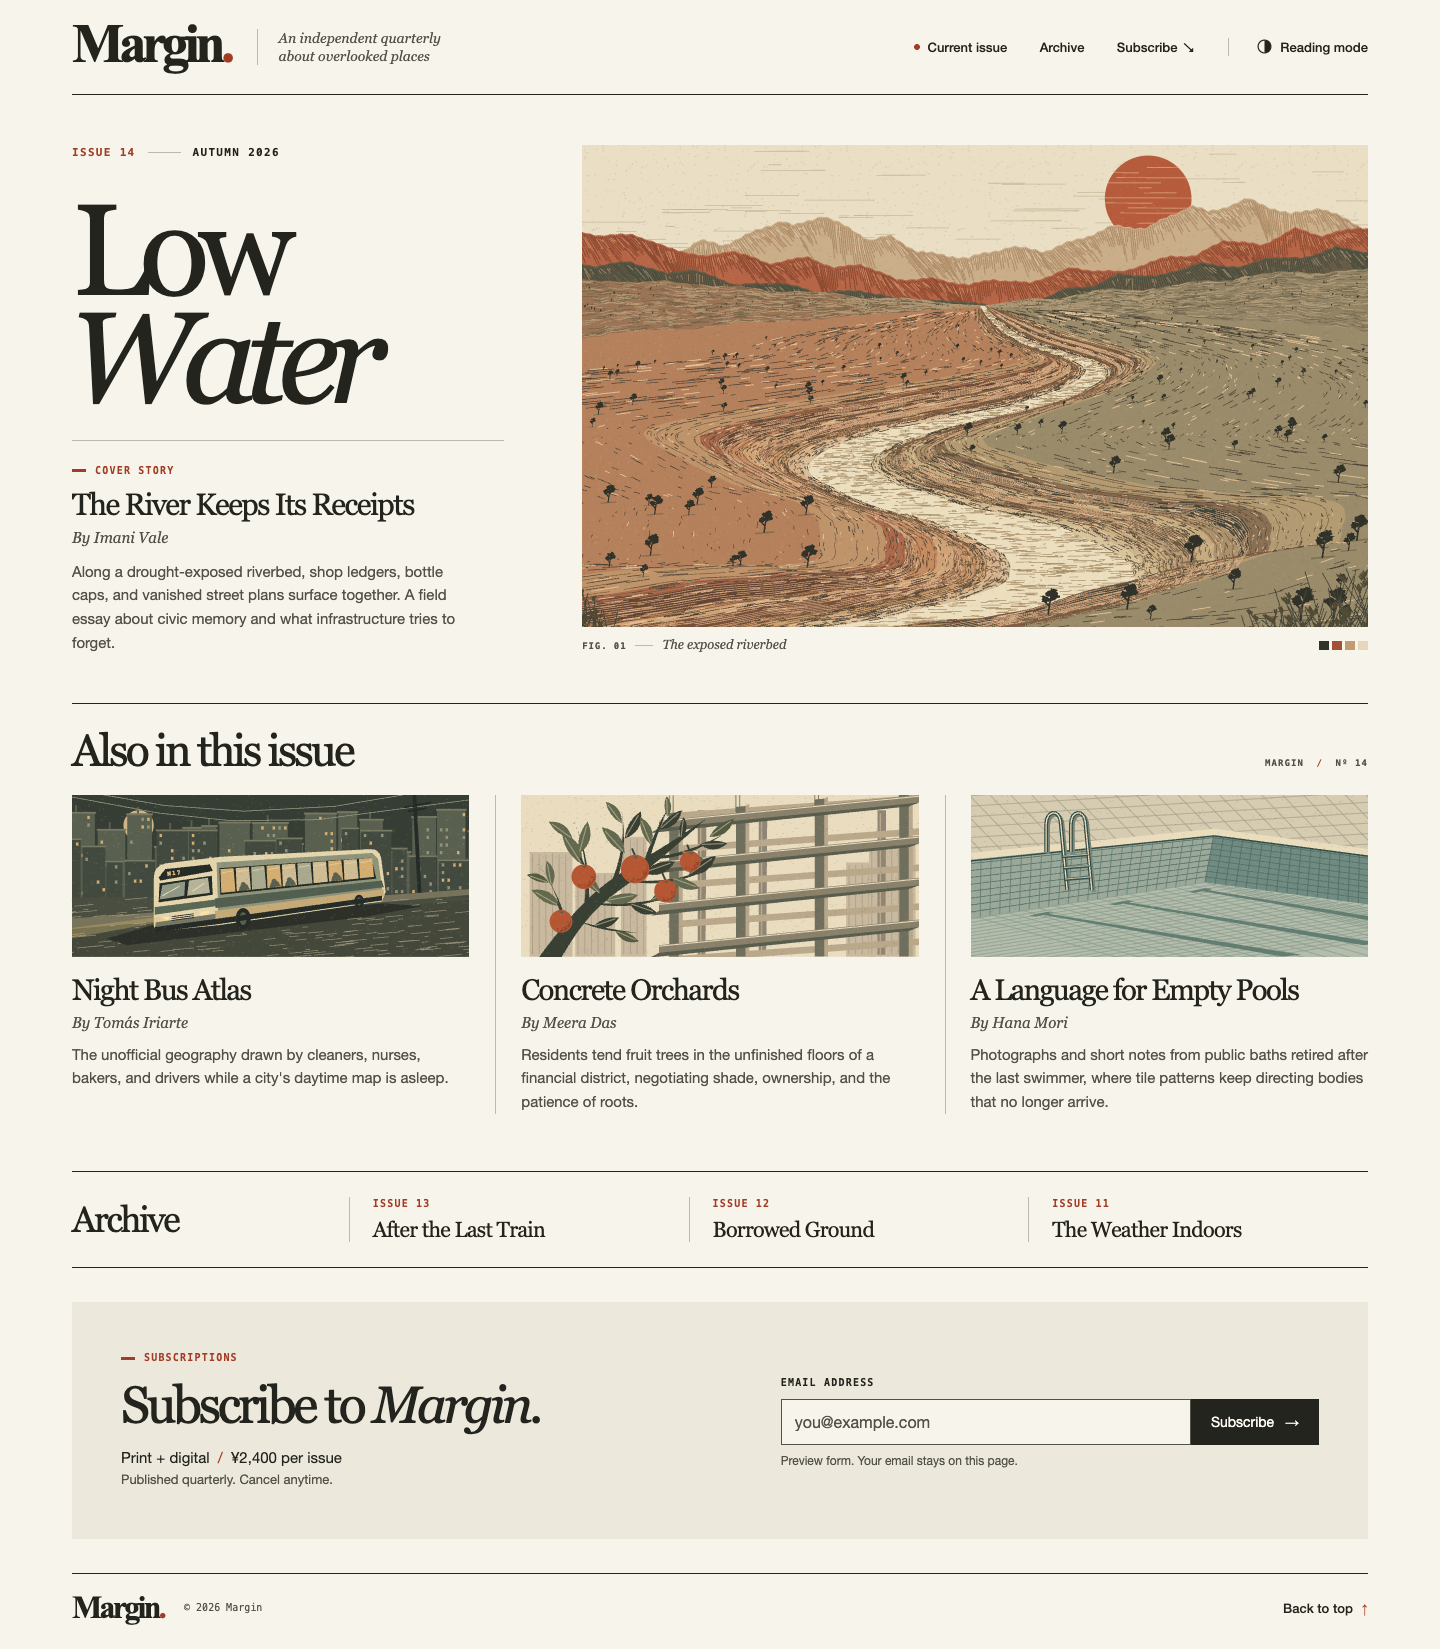 Margin.
An independent quarterly
about overlooked places
Current issue
Archive
Subscribe ↘
Reading mode
ISSUE 14 — AUTUMN 2026
Low
Water
COVER STORY
The River Keeps Its Receipts
By Imani Vale
Along a drought-exposed riverbed, shop ledgers, bottle
caps, and vanished street plans surface together. A field
essay about civic memory and what infrastructure tries to
forget.
FIG. 01 — The exposed riverbed
Also in this issue
MARGIN / Nº 14
N17
Night Bus Atlas
By Tomás Iriarte
The unofficial geography drawn by cleaners, nurses,
bakers, and drivers while a city's daytime map is asleep.
Concrete Orchards
By Meera Das
Residents tend fruit trees in the unfinished floors of a
financial district, negotiating shade, ownership, and the
patience of roots.
A Language for Empty Pools
By Hana Mori
Photographs and short notes from public baths retired after
the last swimmer, where tile patterns keep directing bodies
that no longer arrive.
Archive
ISSUE 13
After the Last Train
ISSUE 12
Borrowed Ground
ISSUE 11
The Weather Indoors
SUBSCRIPTIONS
Subscribe to Margin.
Print + digital / ¥2,400 per issue
Published quarterly. Cancel anytime.
EMAIL ADDRESS
you@example.com
Subscribe →
Preview form. Your email stays on this page.
Margin.
© 2026 Margin
Back to top ↑